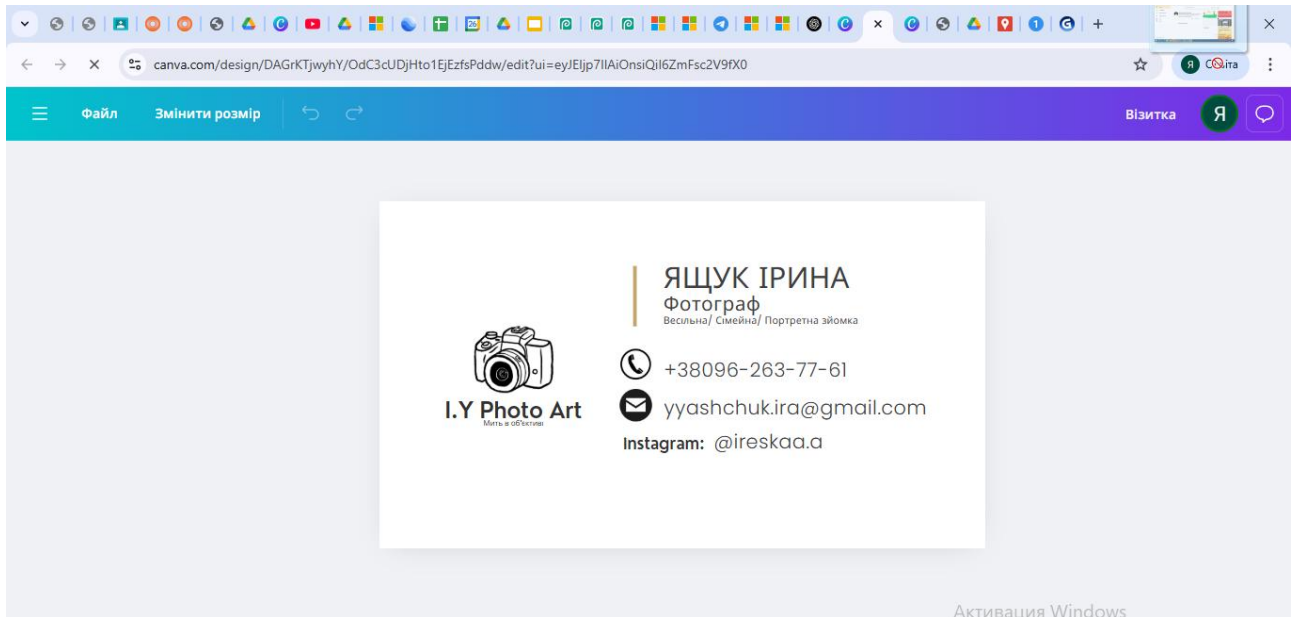 canva.com/design/DAGrKTjwyhY/OdC3cUDjHto1EjEzfsPddw/edit?ui=eyJEIjp7IlAiOnsiQiI6ZmFsc2V9fX0
Я
Файл Змінити розмір Візитка Я
ЯЩУК ІРИНА
Фотограф
Весільна/ Сімейна/ Портретна зйомка
+38096-263-77-61
I.Y Photo Art
Мить в об'єктиві
yyashchuk.ira@gmail.com
Instagram: @ireskaa.a
Активация Windows